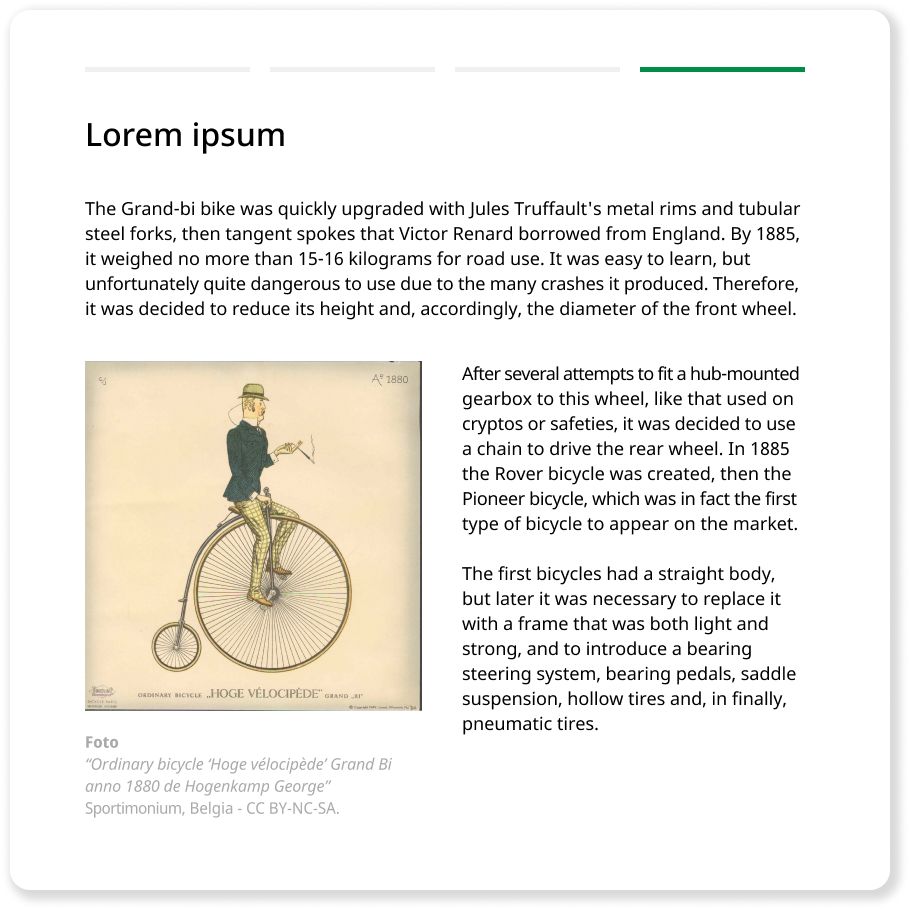 Lorem ipsum
The Grand-bi bike was quickly upgraded with Jules Truffault's metal rims and tubular
steel forks, then tangent spokes that Victor Renard borrowed from England. By 1885,
it weighed no more than 15-16 kilograms for road use. It was easy to learn, but
unfortunately quite dangerous to use due to the many crashes it produced. Therefore,
it was decided to reduce its height and, accordingly, the diameter of the front wheel.
1880
ORDINARY BICYCLE „HOGE VÉLOCIPÈDE” GRAND „BI”
Foto
“Ordinary bicycle ‘Hoge vélocipède’ Grand Bi
anno 1880 de Hogenkamp George”
Sportimonium, Belgia - CC BY-NC-SA.
After several attempts to fit a hub-mounted
gearbox to this wheel, like that used on
cryptos or safeties, it was decided to use
a chain to drive the rear wheel. In 1885
the Rover bicycle was created, then the
Pioneer bicycle, which was in fact the first
type of bicycle to appear on the market.
The first bicycles had a straight body,
but later it was necessary to replace it
with a frame that was both light and
strong, and to introduce a bearing
steering system, bearing pedals, saddle
suspension, hollow tires and, in finally,
pneumatic tires.